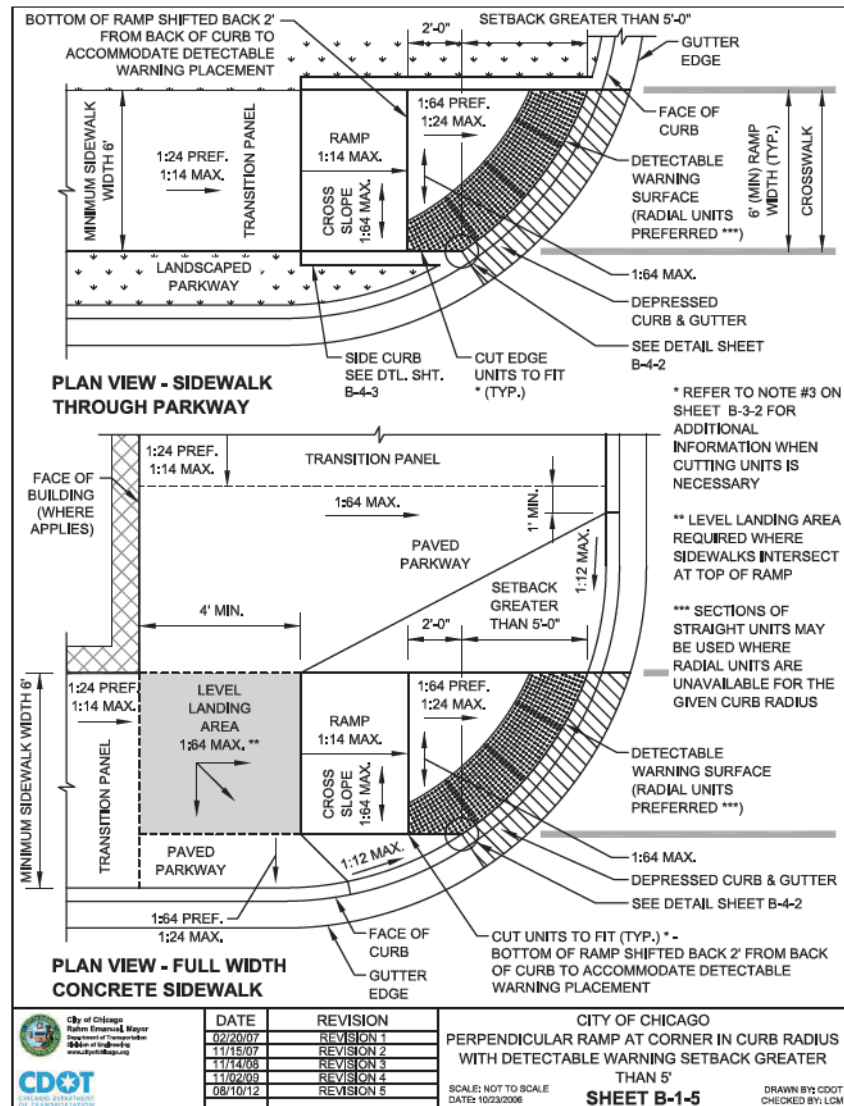 BOTTOM OF RAMP SHIFTED BACK 2'
FROM BACK OF CURB TO
ACCOMMODATE DETECTABLE
WARNING PLACEMENT
2'-0"
SETBACK GREATER THAN 5'-0"
GUTTER
EDGE
FACE OF
CURB
DETECTABLE
WARNING
SURFACE
(RADIAL UNITS
PREFERRED ***)
6' (MIN) RAMP
WIDTH (TYP.)
CROSSWALK
MINIMUM SIDEWALK
WIDTH 6'
1:24 PREF.
1:14 MAX.
TRANSITION PANEL
RAMP
1:14 MAX.
CROSS
SLOPE
1:64 MAX.
1:64 PREF.
1:24 MAX.
LANDSCAPED
PARKWAY
1:64 MAX.
DEPRESSED
CURB & GUTTER
SEE DETAIL SHEET
B-4-2
SIDE CURB
SEE DTL. SHT.
B-4-3
CUT EDGE
UNITS TO FIT
* (TYP.)
PLAN VIEW - SIDEWALK
THROUGH PARKWAY
* REFER TO NOTE #3 ON
SHEET B-3-2 FOR
ADDITIONAL
INFORMATION WHEN
CUTTING UNITS IS
NECESSARY
** LEVEL LANDING AREA
REQUIRED WHERE
SIDEWALKS INTERSECT
AT TOP OF RAMP
*** SECTIONS OF
STRAIGHT UNITS MAY
BE USED WHERE
RADIAL UNITS ARE
UNAVAILABLE FOR THE
GIVEN CURB RADIUS
FACE OF
BUILDING
(WHERE
APPLIES)
1:24 PREF.
1:14 MAX.
TRANSITION PANEL
1:64 MAX.
1' MIN.
PAVED
PARKWAY
1:12 MAX.
SETBACK
GREATER
THAN 5'-0"
2'-0"
4' MIN.
MINIMUM SIDEWALK WIDTH 6'
1:24 PREF.
1:14 MAX.
TRANSITION PANEL
LEVEL
LANDING
AREA
1:64 MAX. **
RAMP
1:14 MAX.
CROSS
SLOPE
1:64 MAX.
1:64 PREF.
1:24 MAX.
DETECTABLE
WARNING SURFACE
(RADIAL UNITS
PREFERRED ***)
PAVED
PARKWAY
1:12 MAX.
1:64 MAX.
DEPRESSED CURB & GUTTER
SEE DETAIL SHEET B-4-2
1:64 PREF.
1:24 MAX.
FACE OF
CURB
GUTTER
EDGE
CUT UNITS TO FIT (TYP.) * -
BOTTOM OF RAMP SHIFTED BACK 2' FROM BACK
OF CURB TO ACCOMMODATE DETECTABLE
WARNING PLACEMENT
PLAN VIEW - FULL WIDTH
CONCRETE SIDEWALK
City of Chicago
Rahm Emanuel, Mayor
Department of Transportation
Division of Engineering
www.cityofchicago.org
CDOT
CHICAGO DEPARTMENT
OF TRANSPORTATION
DATE REVISION
02/20/07 REVISION 1
11/15/07 REVISION 2
11/14/08 REVISION 3
11/02/09 REVISION 4
08/10/12 REVISION 5
CITY OF CHICAGO
PERPENDICULAR RAMP AT CORNER IN CURB RADIUS
WITH DETECTABLE WARNING SETBACK GREATER
THAN 5'
SCALE: NOT TO SCALE
DATE: 10/23/2006
SHEET B-1-5
DRAWN BY: CDOT
CHECKED BY: LCM